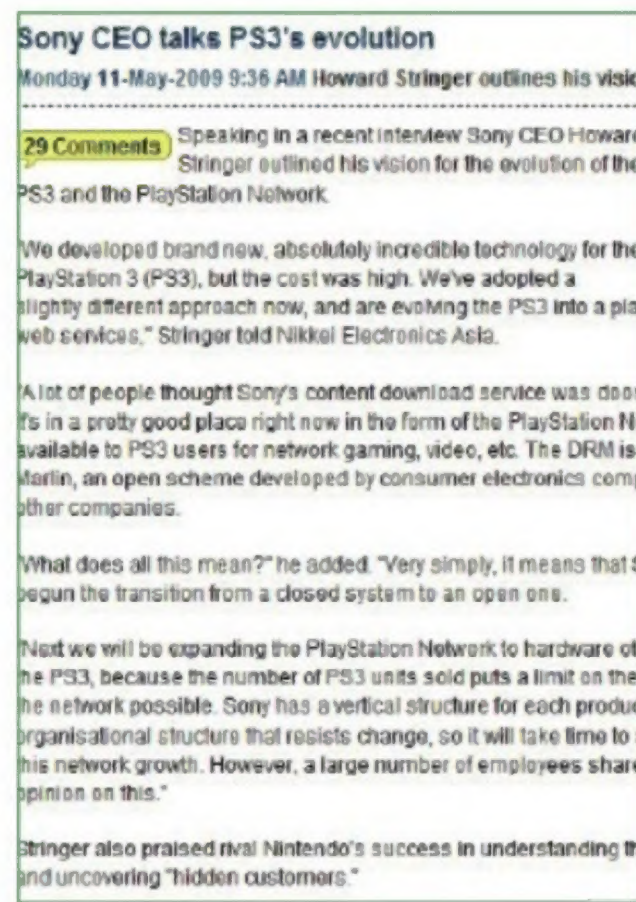 Sony CEO talks PS3's evolution
Monday 11-May-2009 9:36 AM Howard Stringer outlines his visio
29 Comments
Speaking in a recent interview Sony CEO Howard
Stringer outlined his vision for the evolution of the
PS3 and the PlayStation Network.
"We developed brand new, absolutely incredible technology for the
PlayStation 3 (PS3), but the cost was high. We've adopted a
slightly different approach now, and are evolving the PS3 into a pla
web services," Stringer told Nikkei Electronics Asia.
"A lot of people thought Sony's content download service was doo
it's in a pretty good place right now in the form of the PlayStation N
available to PS3 users for network gaming, video, etc. The DRM is
Marlin, an open scheme developed by consumer electronics comp
other companies.
"What does all this mean?" he added. "Very simply, it means that S
begun the transition from a closed system to an open one.
"Next we will be expanding the PlayStation Network to hardware ot
he PS3, because the number of PS3 units sold puts a limit on the
he network possible. Sony has a vertical structure for each produc
organisational structure that resists change, so it will take time to
his network growth. However, a large number of employees share
opinion on this."
Stringer also praised rival Nintendo's success in understanding th
and uncovering "hidden customers."